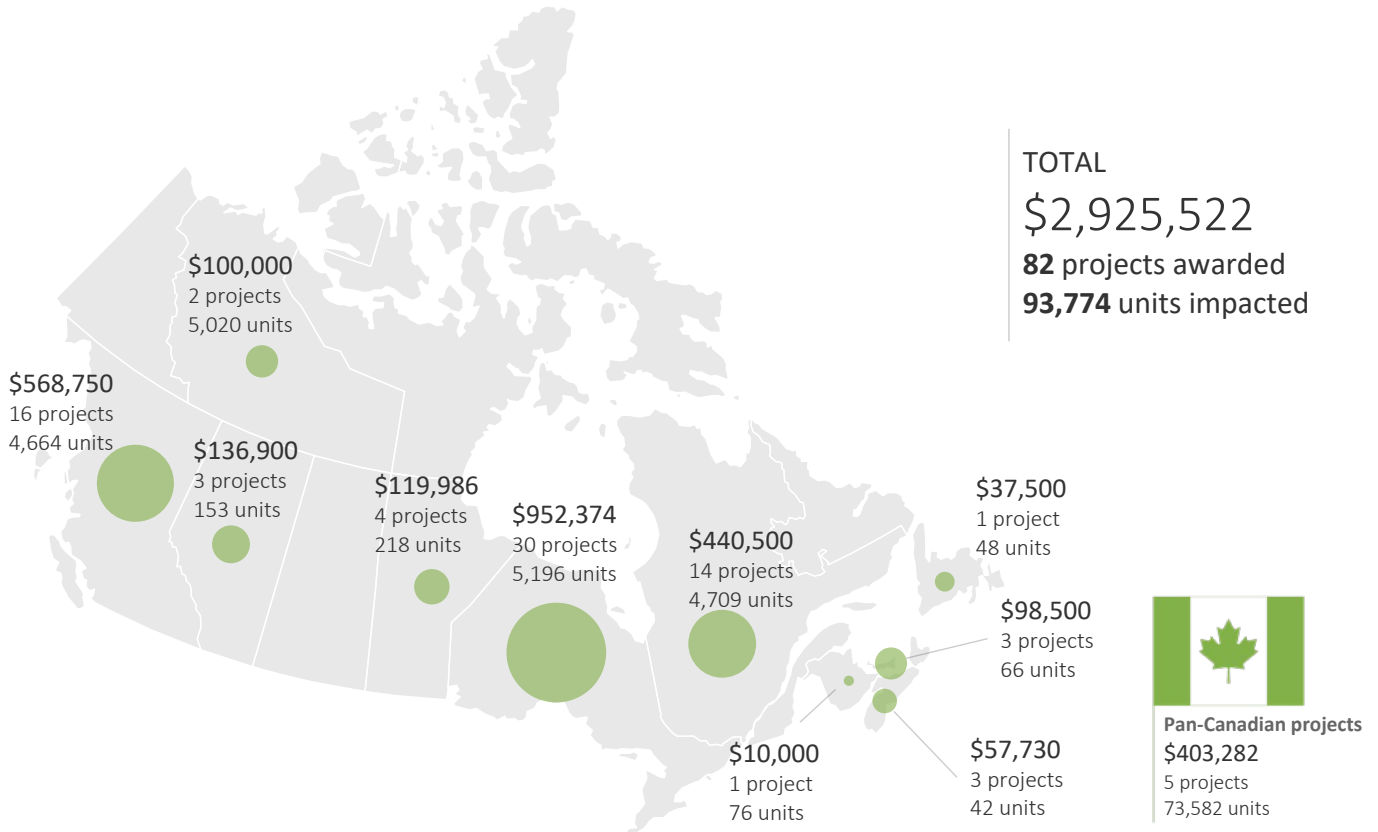 TOTAL
$2,925,522
82 projects awarded
93,774 units impacted
$100,000
2 projects
5,020 units
$568,750
16 projects
4,664 units
$136,900
3 projects
153 units
$119,986
4 projects
218 units
$952,374
30 projects
5,196 units
$440,500
14 projects
4,709 units
$37,500
1 project
48 units
$98,500
3 projects
66 units
$10,000
1 project
76 units
$57,730
3 projects
42 units
Pan-Canadian projects
$403,282
5 projects
73,582 units